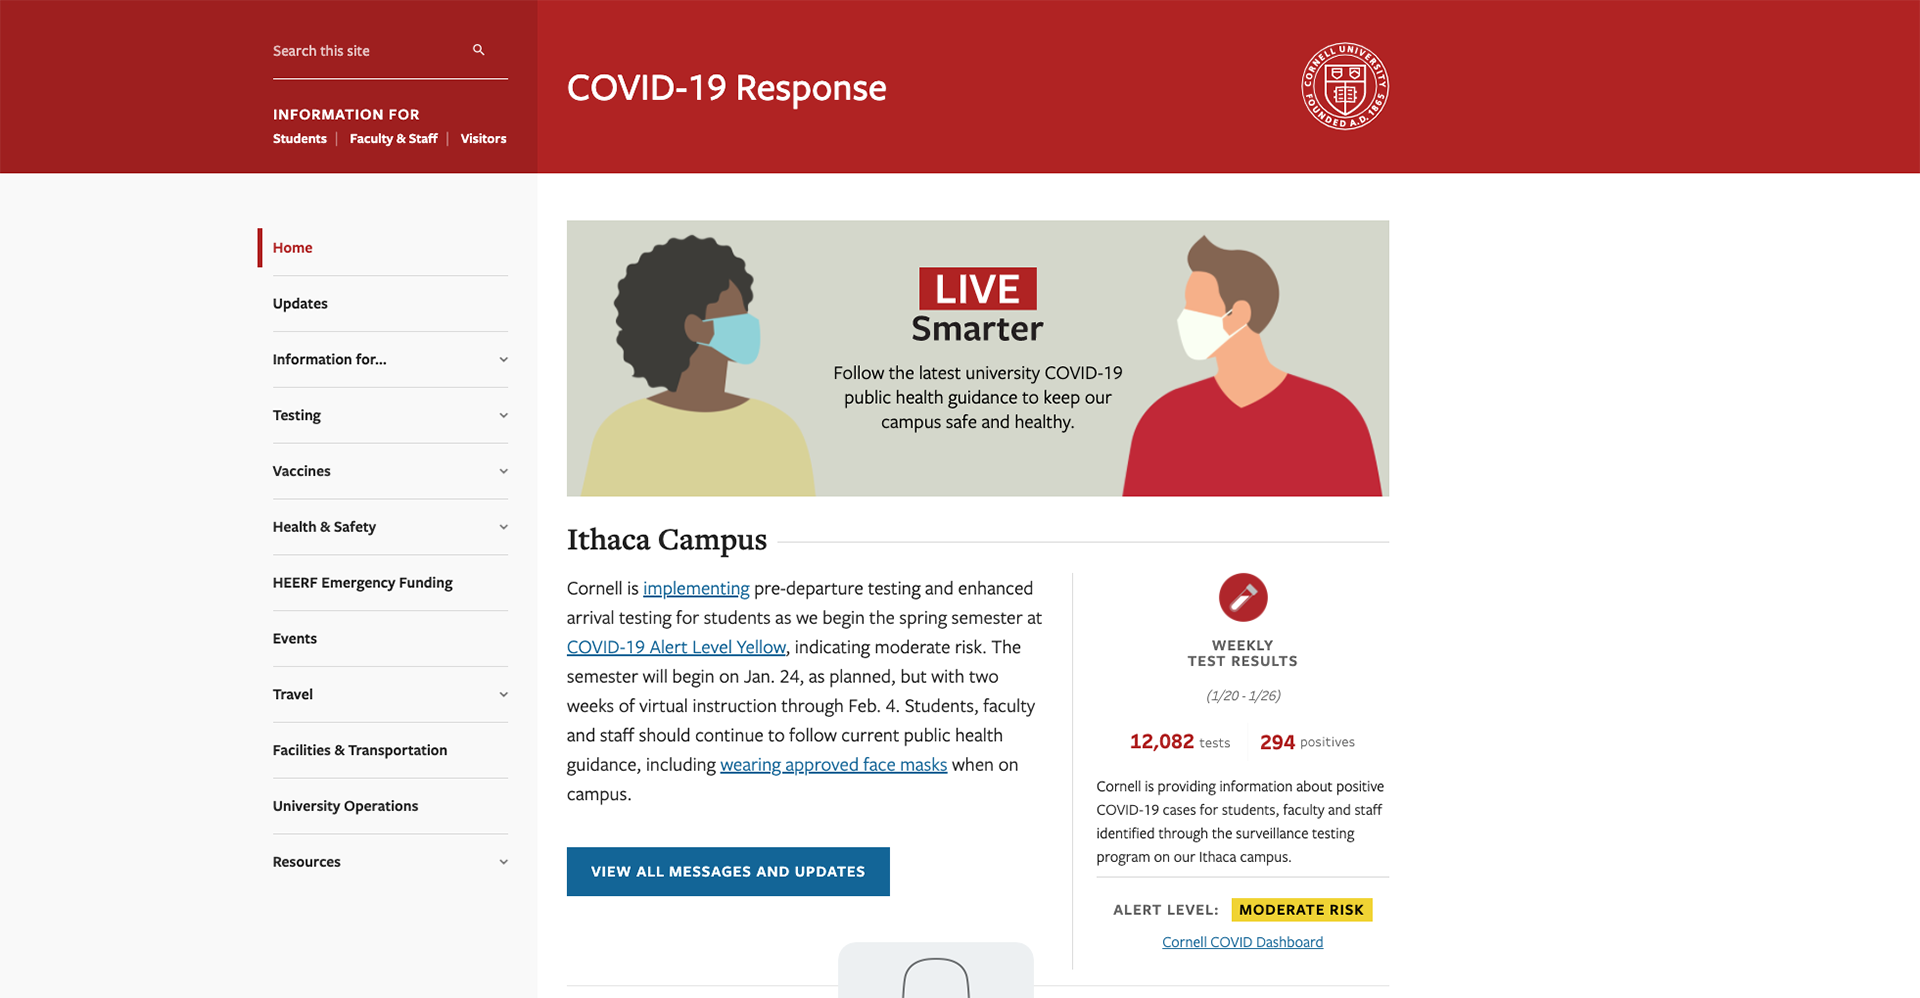 Search this site
INFORMATION FOR
Students | Faculty & Staff | Visitors
COVID-19 Response
CORNELL UNIVERSITY
FOUNDED A.D. 1865
Home
Updates
Information for...
Testing
Vaccines
Health & Safety
HEERF Emergency Funding
Events
Travel
Facilities & Transportation
University Operations
Resources
LIVE
Smarter
Follow the latest university COVID-19
public health guidance to keep our
campus safe and healthy.
Ithaca Campus
Cornell is implementing pre-departure testing and enhanced
arrival testing for students as we begin the spring semester at
COVID-19 Alert Level Yellow, indicating moderate risk. The
semester will begin on Jan. 24, as planned, but with two
weeks of virtual instruction through Feb. 4. Students, faculty
and staff should continue to follow current public health
guidance, including wearing approved face masks when on
campus.
VIEW ALL MESSAGES AND UPDATES
WEEKLY
TEST RESULTS
(1/20 - 1/26)
12,082 tests 294 positives
Cornell is providing information about positive
COVID-19 cases for students, faculty and staff
identified through the surveillance testing
program on our Ithaca campus.
ALERT LEVEL: MODERATE RISK
Cornell COVID Dashboard